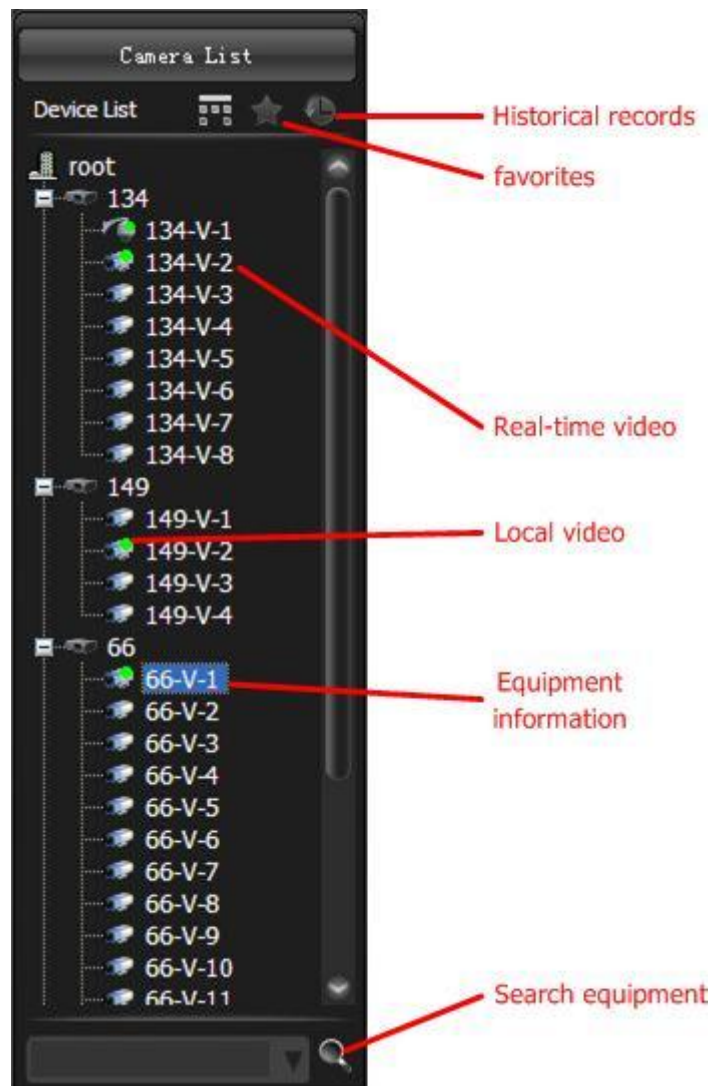 Camera List
Device List
Historical records
favorites
root
134
134-V-1
134-V-2
134-V-3
134-V-4
134-V-5
134-V-6
134-V-7
134-V-8
Real-time video
149
149-V-1
149-V-2
149-V-3
149-V-4
Local video
66
66-V-1
66-V-2
66-V-3
66-V-4
66-V-5
66-V-6
66-V-7
66-V-8
66-V-9
66-V-10
66-V-11
Equipment
information
Search equipment